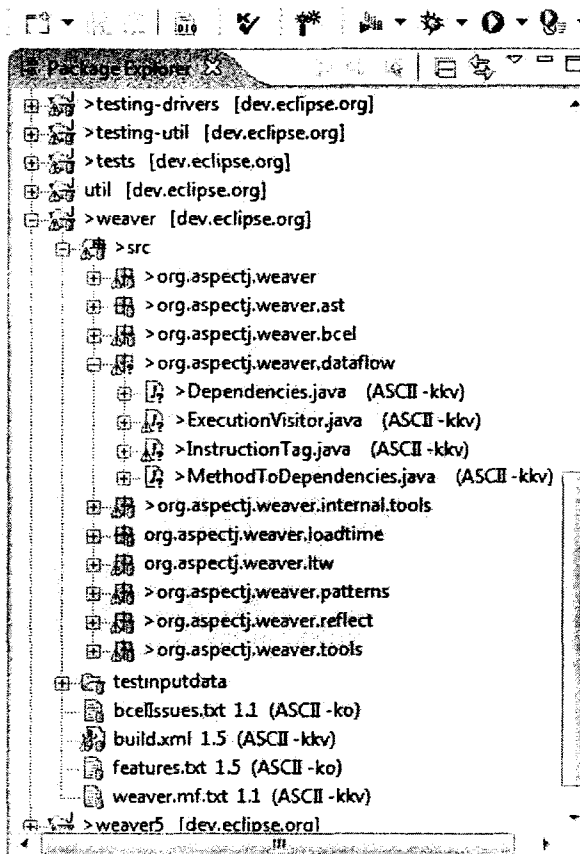 Package Explorer
>testing-drivers [dev.eclipse.org]
>testing-util [dev.eclipse.org]
>tests [dev.eclipse.org]
util [dev.eclipse.org]
>weaver [dev.eclipse.org]
>src
>org.aspectj.weaver
>org.aspectj.weaver.ast
>org.aspectj.weaver.bcel
>org.aspectj.weaver.dataflow
>Dependencies.java (ASCII -kkv)
>ExecutionVisitor.java (ASCII -kkv)
>InstructionTag.java (ASCII -kkv)
>MethodToDependencies.java (ASCII -kkv)
>org.aspectj.weaver.internal.tools
org.aspectj.weaver.loadtime
org.aspectj.weaver.ltw
>org.aspectj.weaver.patterns
>org.aspectj.weaver.reflect
>org.aspectj.weaver.tools
testinputdata
bcelIssues.txt 1.1 (ASCII -ko)
build.xml 1.5 (ASCII -kkv)
features.txt 1.5 (ASCII -ko)
weaver.mf.txt 1.1 (ASCII -kkv)
>weaver5 [dev.eclipse.org]